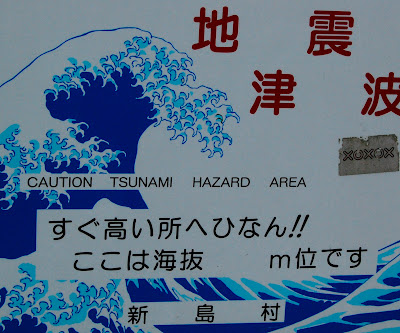 地震
津波
CAUTION TSUNAMI HAZARD AREA
すぐ高い所へひなん!!
ここは海抜 m位です
新島村